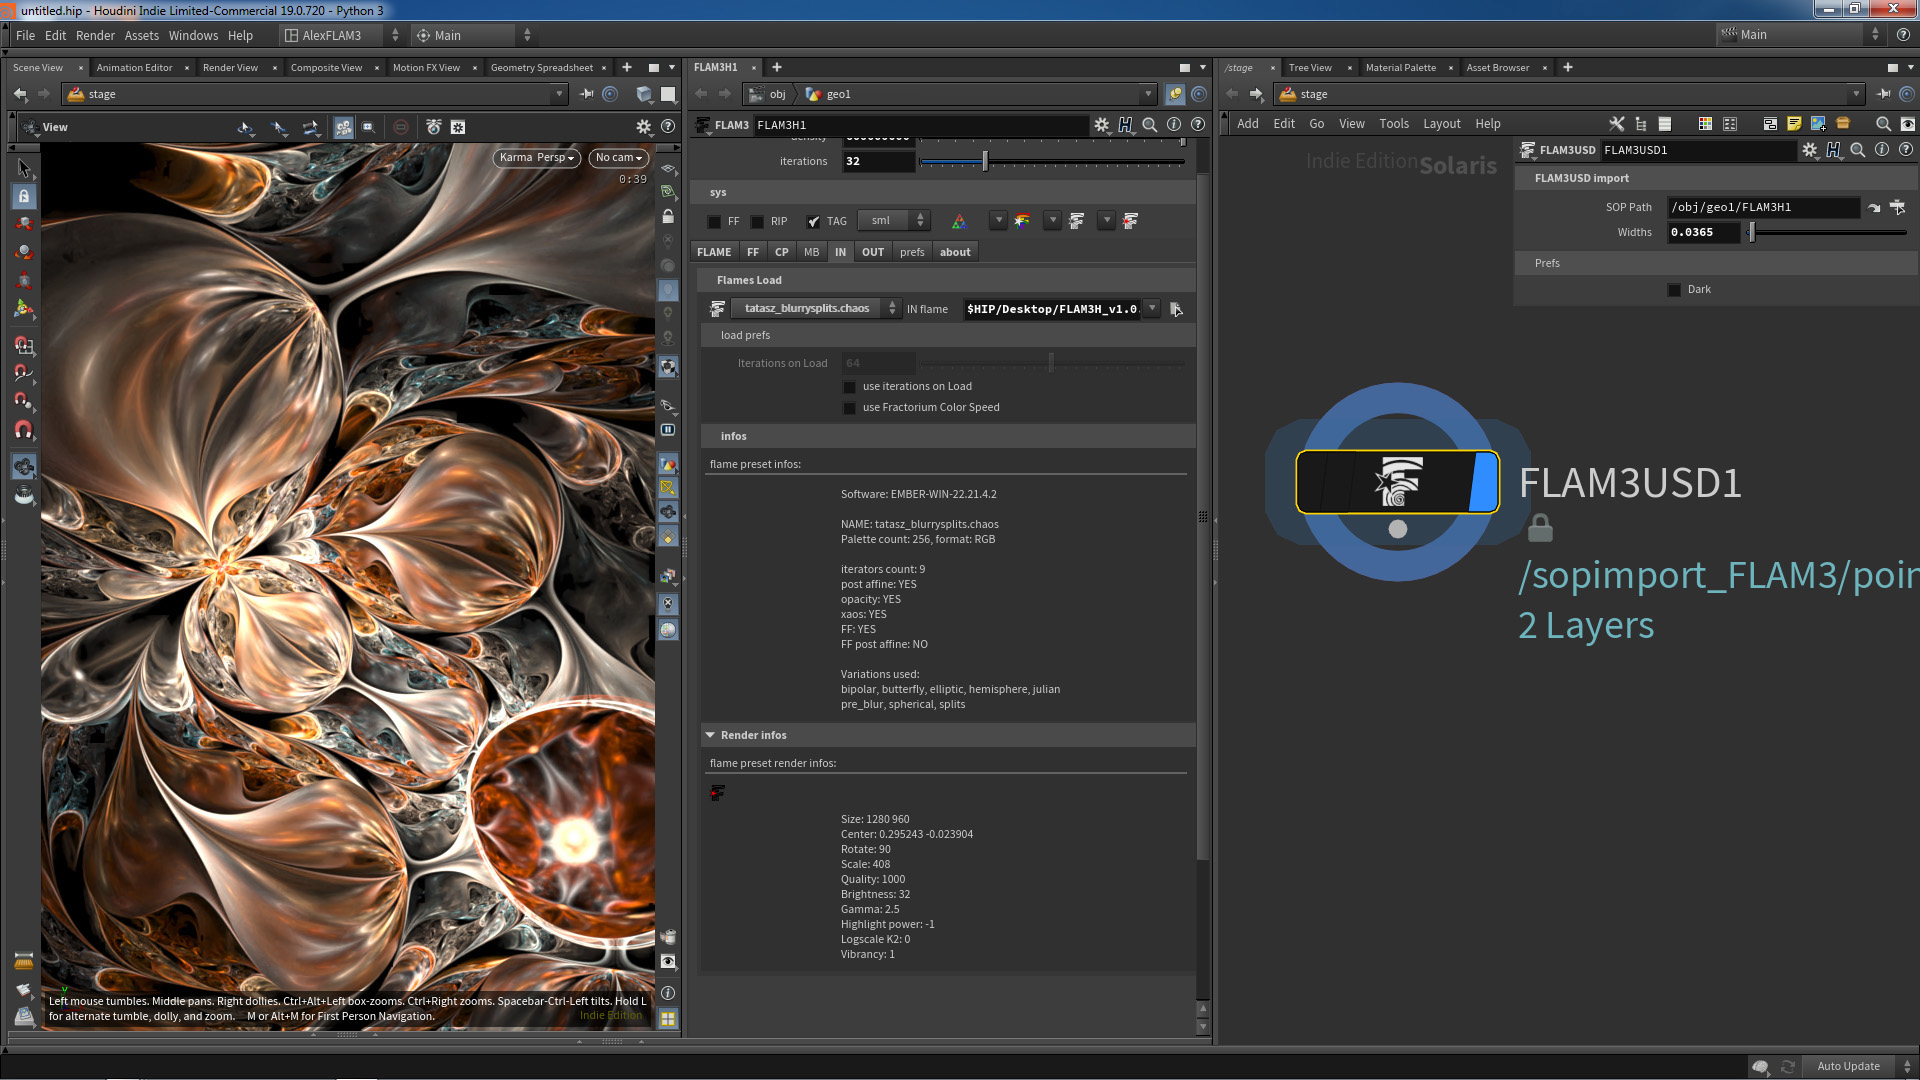 untitled.hip - Houdini Indie Limited-Commercial 19.0.720 - Python 3
File Edit Render Assets Windows Help AlexFLAM3 Main Main
Scene View Animation Editor Render View Composite View Motion FX View Geometry Spreadsheet
stage
View
Karma Persp No cam
0:39
Left mouse tumbles. Middle pans. Right dollies. Ctrl+Alt+Left box-zooms. Ctrl+Right zooms. Spacebar-Ctrl-Left tilts. Hold L
for alternate tumble, dolly, and zoom. M or Alt+M for First Person Navigation.
Indie Edition
FLAM3H1
obj geo1
FLAM3 FLAM3H1
density
iterations 32
sys
FF RIP TAG sml
FLAME FF CP MB IN OUT prefs about
Flames Load
tatasz_blurrysplits.chaos IN flame $HIP/Desktop/FLAM3H_v1.0.
load prefs
Iterations on Load 64
use iterations on Load
use Fractorium Color Speed
infos
flame preset infos:
Software: EMBER-WIN-22.21.4.2
NAME: tatasz_blurrysplits.chaos
Palette count: 256, format: RGB
iterators count: 9
post affine: YES
opacity: YES
xaos: YES
FF: YES
FF post affine: NO
Variations used:
bipolar, butterfly, elliptic, hemisphere, julian
pre_blur, spherical, splits
Render infos
flame preset render infos:
Size: 1280 960
Center: 0.295243 -0.023904
Rotate: 90
Scale: 408
Quality: 1000
Brightness: 32
Gamma: 2.5
Highlight power: -1
Logscale K2: 0
Vibrancy: 1
/stage Tree View Material Palette Asset Browser
stage
Add Edit Go View Tools Layout Help
Indie Edition Solaris
FLAM3USD FLAM3USD1
FLAM3USD import
SOP Path /obj/geo1/FLAM3H1
Widths 0.0365
Prefs
Dark
FLAM3USD1
/sopimport_FLAM3/poin
2 Layers
Auto Update